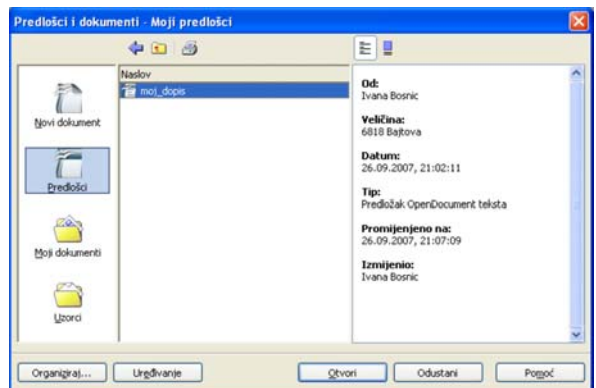 Predlošci i dokumenti - Moji predlošci
Novi dokument
Predlošci
Moji dokumenti
Uzorci
Naslov
moj_dopis
Od:
Ivana Bosnic
Veličina:
6818 Bajtova
Datum:
26.09.2007, 21:02:11
Tip:
Predložak OpenDocument teksta
Promijenjeno na:
26.09.2007, 21:07:09
Izmijenio:
Ivana Bosnic
Organiziraj...
Uređivanje
Otvori
Odustani
Pomoć